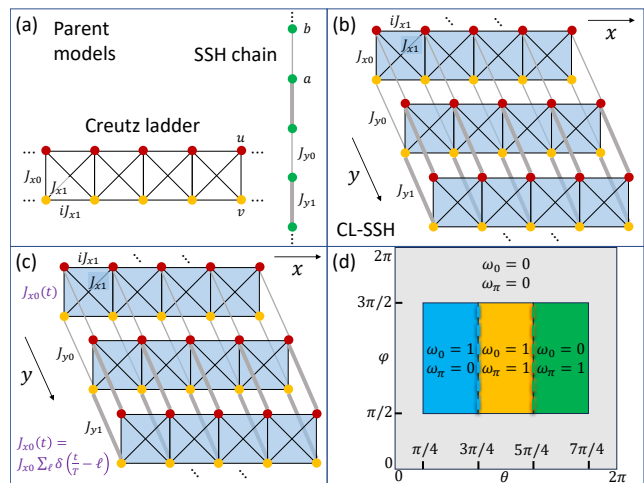 (a)
Parent
models
SSH chain
b
a
Creutz ladder
... u ...
J_{x0}
J_{x1}
iJ_{x1}
... v ...
J_{y0}
J_{y1}
(b)
iJ_{x1}
x
J_{x0}
J_{x1}
J_{y0}
y
J_{y1}
CL-SSH
(c)
iJ_{x1}
x
J_{x0}(t)
J_{x1}
J_{y0}
y
J_{y1}
J_{x0}(t) =
J_{x0} ∑_ℓ δ(t/T − ℓ)
(d)
2π
ω_0 = 0
ω_π = 0
3π/2
φ
ω_0 = 1 ω_0 = 1 ω_0 = 0
ω_π = 0 ω_π = 1 ω_π = 1
π/2
π/4 3π/4 5π/4 7π/4
0
0 θ 2π